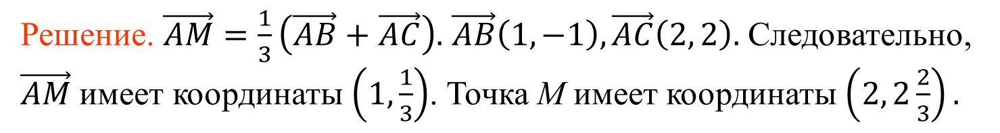 Решение. $\overrightarrow{AM} = \frac{1}{3}(\overrightarrow{AB} + \overrightarrow{AC})$. $\overrightarrow{AB}(1, −1), \overrightarrow{AC}(2, 2)$. Следовательно,
$\overrightarrow{AM}$ имеет координаты $\left(1, \frac{1}{3}\right)$. Точка M имеет координаты $\left(2, 2\frac{2}{3}\right)$.